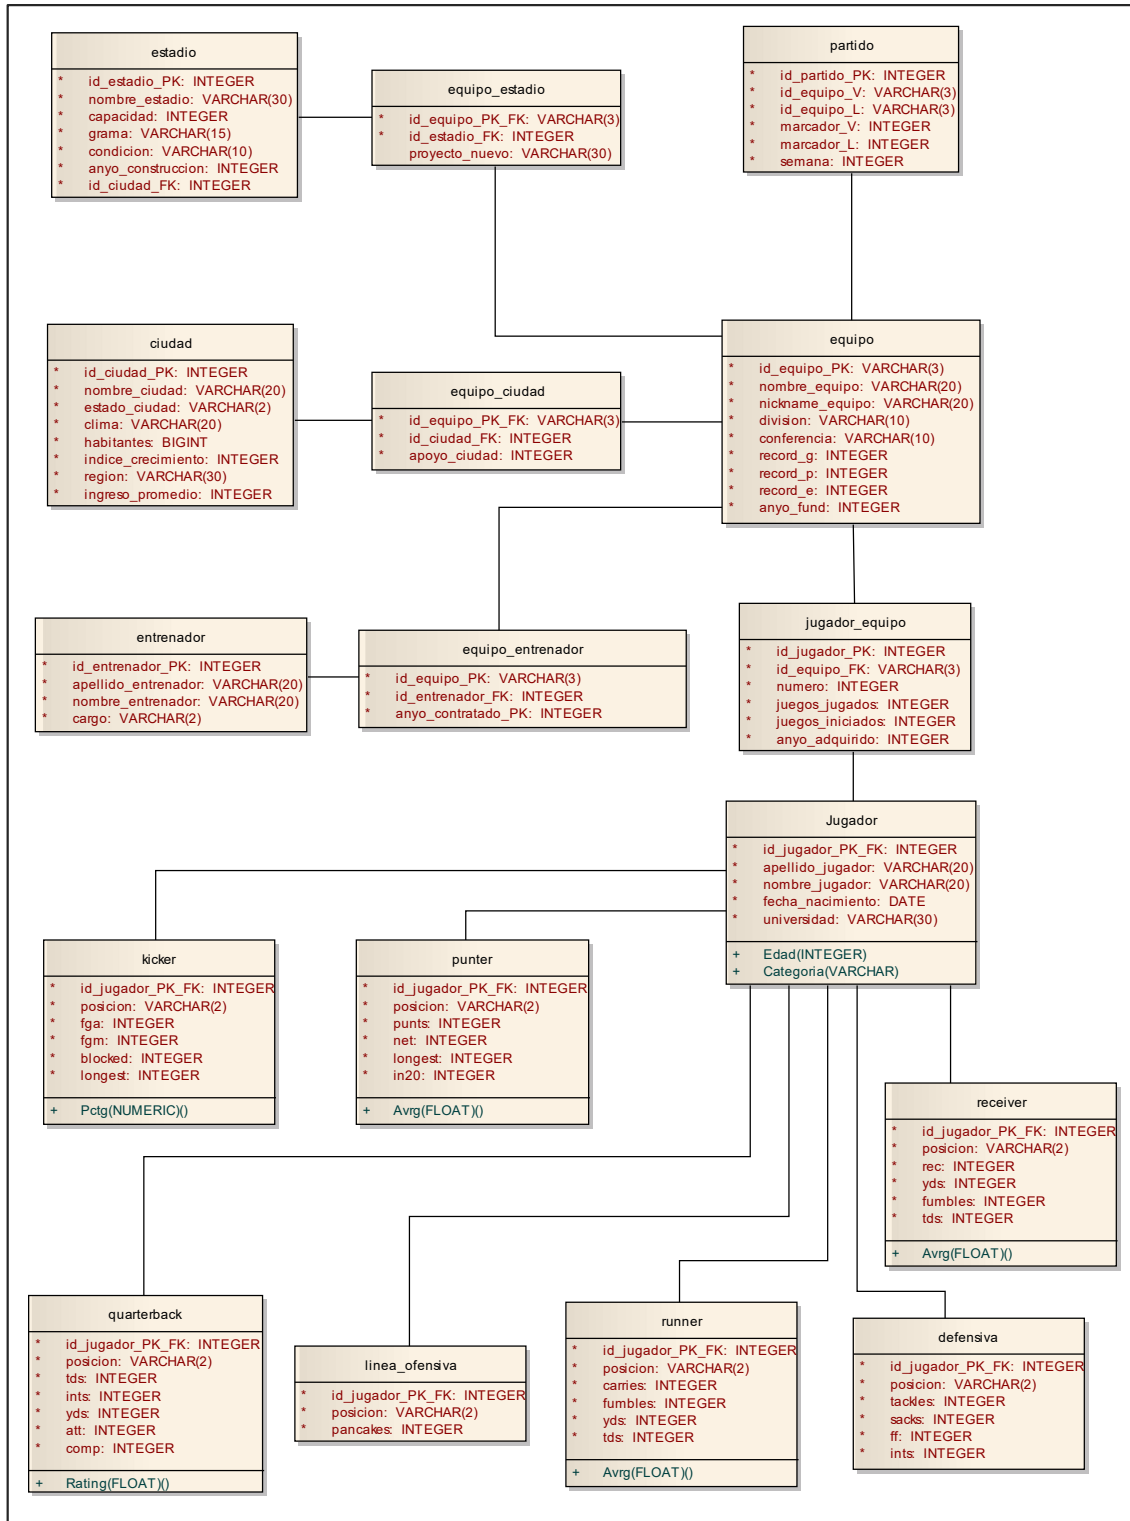 estadio
* id_estadio_PK: INTEGER
* nombre_estadio: VARCHAR(30)
* capacidad: INTEGER
* grama: VARCHAR(15)
* condicion: VARCHAR(10)
* anyo_construccion: INTEGER
* id_ciudad_FK: INTEGER
equipo_estadio
* id_equipo_PK_FK: VARCHAR(3)
* id_estadio_FK: INTEGER
proyecto_nuevo: VARCHAR(30)
partido
* id_partido_PK: INTEGER
* id_equipo_V: VARCHAR(3)
* id_equipo_L: VARCHAR(3)
* marcador_V: INTEGER
* marcador_L: INTEGER
* semana: INTEGER
ciudad
* id_ciudad_PK: INTEGER
* nombre_ciudad: VARCHAR(20)
* estado_ciudad: VARCHAR(2)
* clima: VARCHAR(20)
* habitantes: BIGINT
* indice_crecimiento: INTEGER
* region: VARCHAR(30)
* ingreso_promedio: INTEGER
equipo_ciudad
* id_equipo_PK_FK: VARCHAR(3)
* id_ciudad_FK: INTEGER
* apoyo_ciudad: INTEGER
equipo
* id_equipo_PK: VARCHAR(3)
* nombre_equipo: VARCHAR(20)
* nickname_equipo: VARCHAR(20)
* division: VARCHAR(10)
* conferencia: VARCHAR(10)
* record_g: INTEGER
* record_p: INTEGER
* record_e: INTEGER
* anyo_fund: INTEGER
entrenador
* id_entrenador_PK: INTEGER
* apellido_entrenador: VARCHAR(20)
* nombre_entrenador: VARCHAR(20)
* cargo: VARCHAR(2)
equipo_entrenador
* id_equipo_PK: VARCHAR(3)
* id_entrenador_FK: INTEGER
* anyo_contratado_PK: INTEGER
jugador_equipo
* id_jugador_PK: INTEGER
* id_equipo_FK: VARCHAR(3)
* numero: INTEGER
* juegos_jugados: INTEGER
* juegos_iniciados: INTEGER
* anyo_adquirido: INTEGER
Jugador
* id_jugador_PK_FK: INTEGER
* apellido_jugador: VARCHAR(20)
* nombre_jugador: VARCHAR(20)
* fecha_nacimiento: DATE
* universidad: VARCHAR(30)
+ Edad(INTEGER)
+ Categoria(VARCHAR)
kicker
* id_jugador_PK_FK: INTEGER
* posicion: VARCHAR(2)
* fga: INTEGER
* fgm: INTEGER
* blocked: INTEGER
* longest: INTEGER
+ Pctg(NUMERIC)()
punter
* id_jugador_PK_FK: INTEGER
* posicion: VARCHAR(2)
* punts: INTEGER
* net: INTEGER
* longest: INTEGER
* in20: INTEGER
+ Avrg(FLOAT)()
receiver
* id_jugador_PK_FK: INTEGER
* posicion: VARCHAR(2)
* rec: INTEGER
* yds: INTEGER
* fumbles: INTEGER
* tds: INTEGER
+ Avrg(FLOAT)()
quarterback
* id_jugador_PK_FK: INTEGER
* posicion: VARCHAR(2)
* tds: INTEGER
* ints: INTEGER
* yds: INTEGER
* att: INTEGER
* comp: INTEGER
+ Rating(FLOAT)()
linea_ofensiva
* id_jugador_PK_FK: INTEGER
* posicion: VARCHAR(2)
* pancakes: INTEGER
runner
* id_jugador_PK_FK: INTEGER
* posicion: VARCHAR(2)
* carries: INTEGER
* fumbles: INTEGER
* yds: INTEGER
* tds: INTEGER
+ Avrg(FLOAT)()
defensiva
* id_jugador_PK_FK: INTEGER
* posicion: VARCHAR(2)
* tackles: INTEGER
* sacks: INTEGER
* ff: INTEGER
* ints: INTEGER